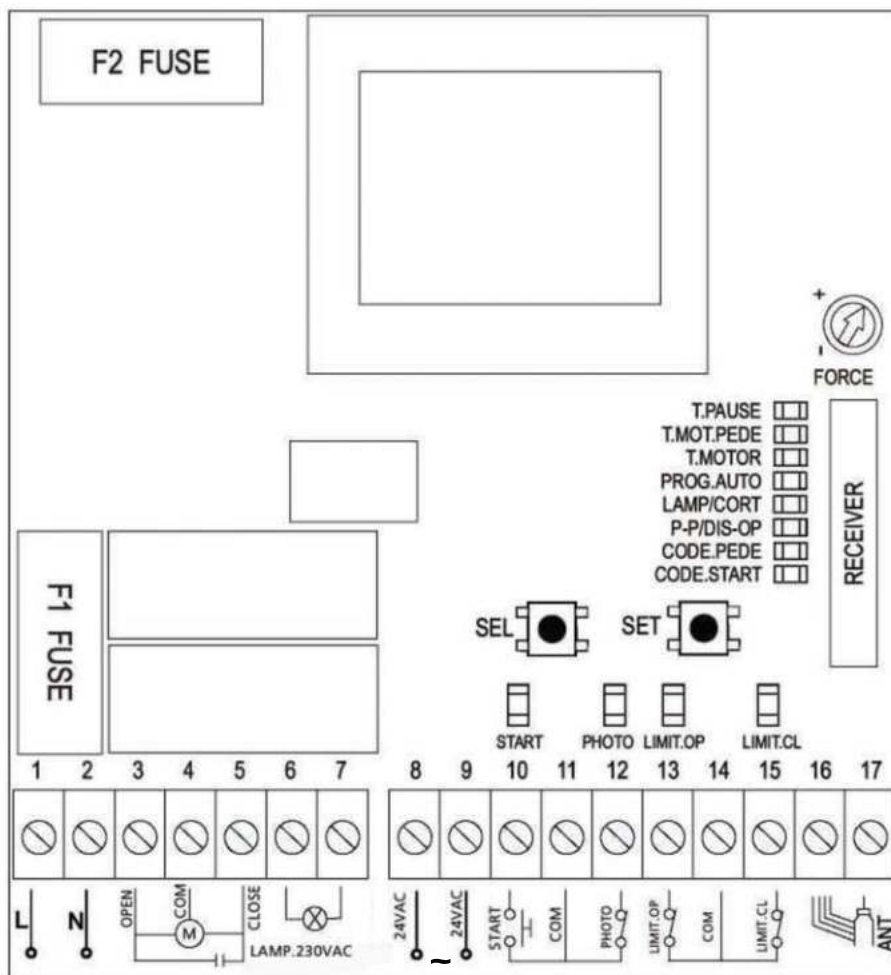 F2 FUSE
+
-
FORCE
T.PAUSE
T.MOT.PEDE
T.MOTOR
PROG.AUTO
LAMP/CORT
P-P/DIS-OP
CODE.PEDE
CODE.START
RECEIVER
F1 FUSE
SEL
SET
START
PHOTO
LIMIT.OP
LIMIT.CL
1 2 3 4 5 6 7 8 9 10 11 12 13 14 15 16 17
L
N
OPEN
COM
CLOSE
M
LAMP.230VAC
24VAC
~
24VAC
START
COM
PHOTO
LIMIT.OP
COM
LIMIT.CL
ANT